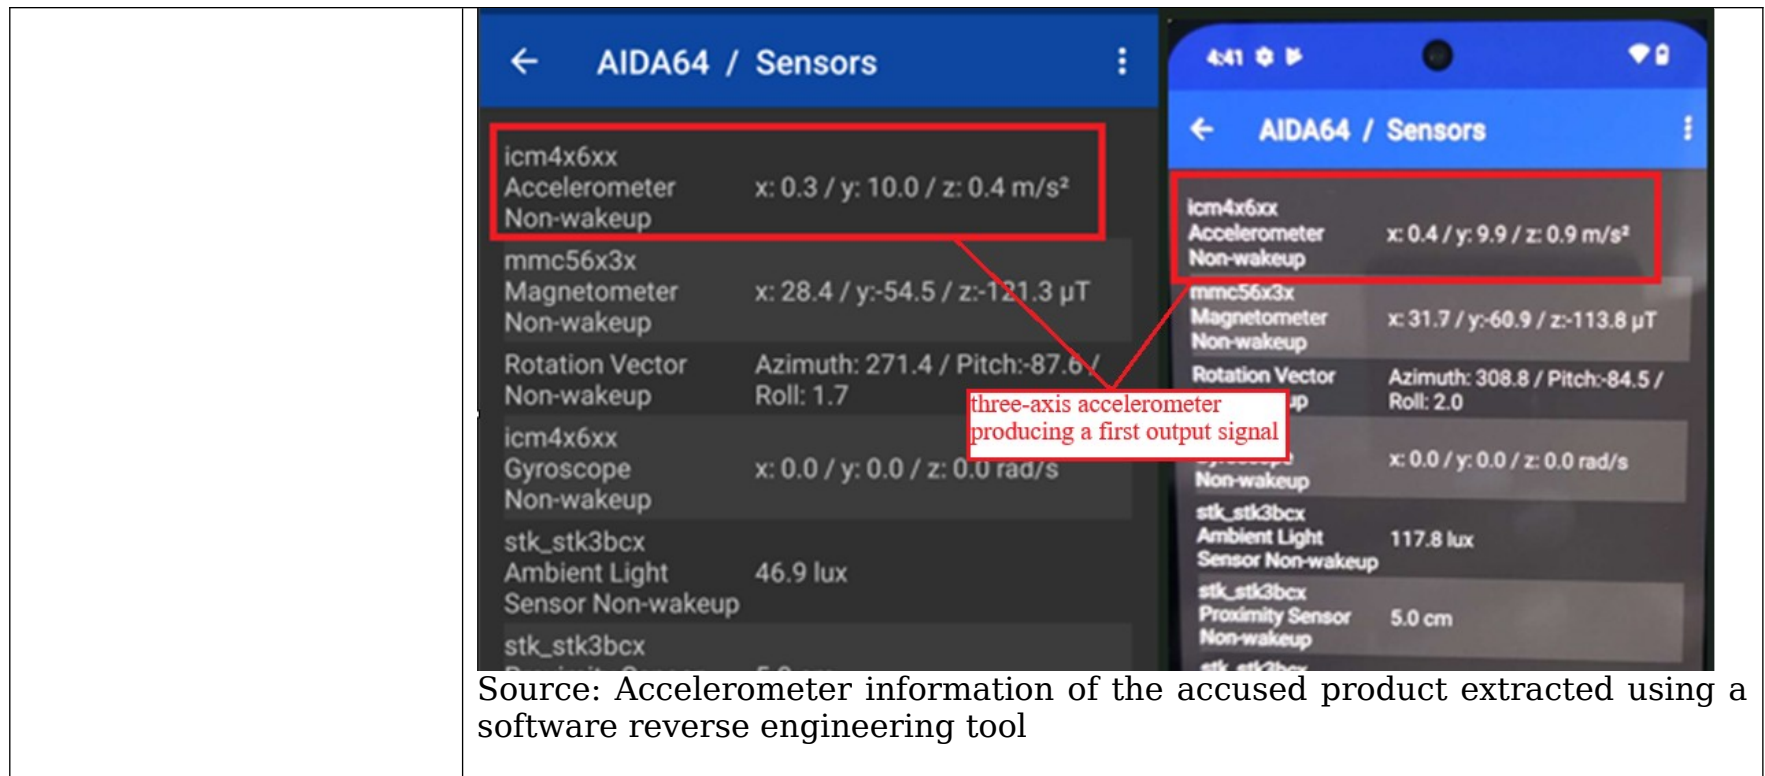 AIDA64 / Sensors
icm4x6xx
Accelerometer x: 0.3 / y: 10.0 / z: 0.4 m/s²
Non-wakeup
mmc56x3x
Magnetometer x: 28.4 / y:-54.5 / z:-121.3 µT
Non-wakeup
Rotation Vector Azimuth: 271.4 / Pitch:-87.6 /
Non-wakeup Roll: 1.7
icm4x6xx
Gyroscope x: 0.0 / y: 0.0 / z: 0.0 rad/s
Non-wakeup
stk_stk3bcx
Ambient Light 46.9 lux
Sensor Non-wakeup
stk_stk3bcx
4:41
AIDA64 / Sensors
icm4x6xx
Accelerometer x: 0.4 / y: 9.9 / z: 0.9 m/s²
Non-wakeup
mmc56x3x
Magnetometer x: 31.7 / y:-60.9 / z:-113.8 µT
Non-wakeup
Rotation Vector Azimuth: 308.8 / Pitch:-84.5 /
Roll: 2.0
x: 0.0 / y: 0.0 / z: 0.0 rad/s
Non-wakeup
stk_stk3bcx
Ambient Light 117.8 lux
Sensor Non-wakeup
stk_stk3bcx
Proximity Sensor 5.0 cm
Non-wakeup
stk_stk3bcx
three-axis accelerometer
producing a first output signal
Source: Accelerometer information of the accused product extracted using a
software reverse engineering tool